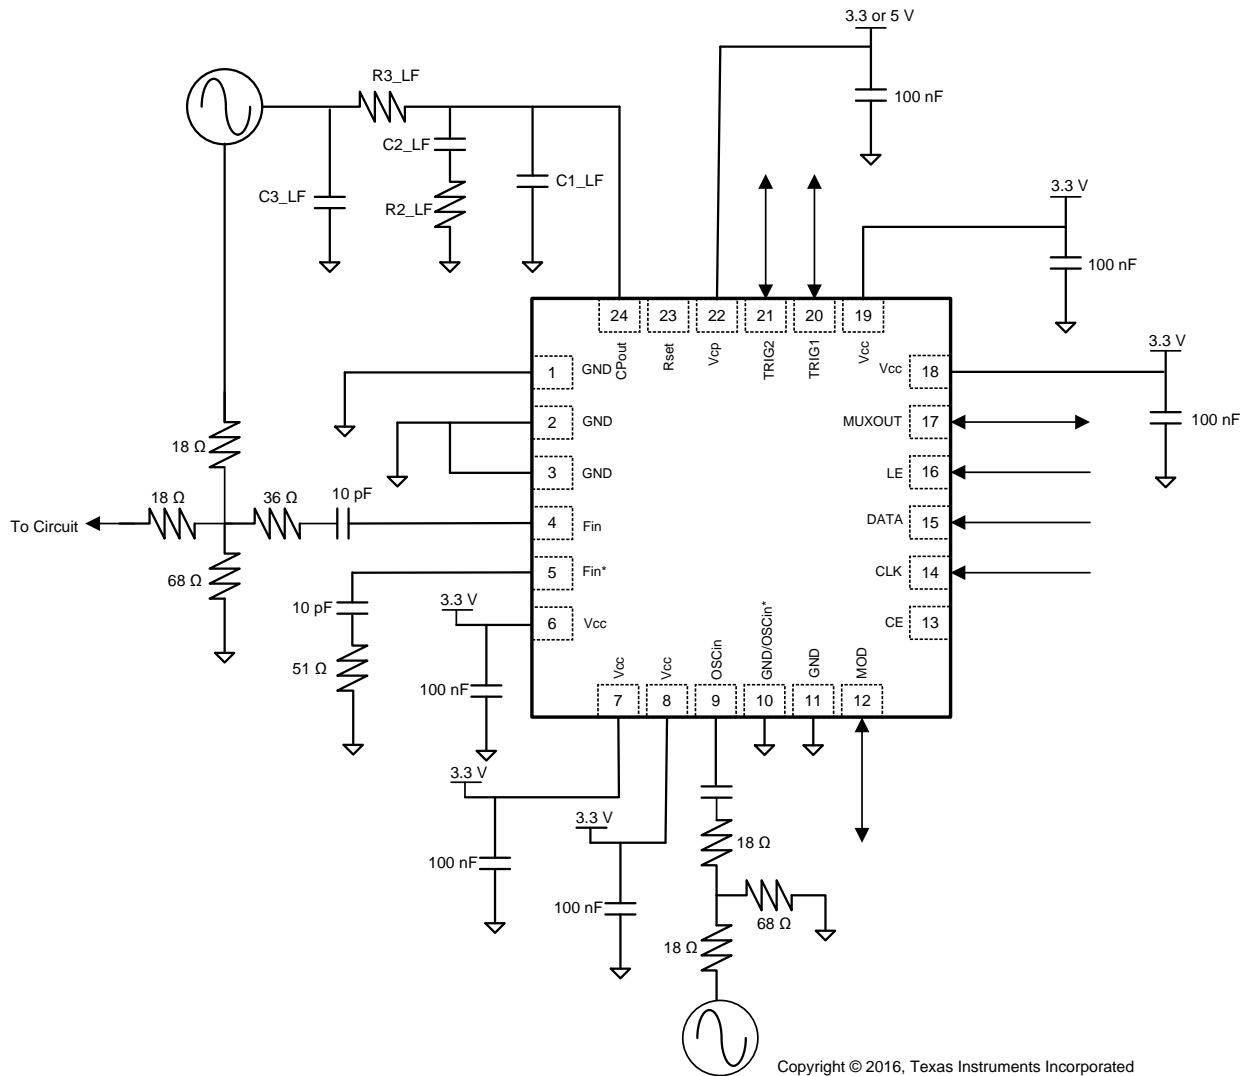 3.3 or 5 V
100 nF
R3_LF
C2_LF
C3_LF
R2_LF
C1_LF
3.3 V
100 nF
24
23
22
21
20
19
CPout
Rset
Vcp
TRIG2
TRIG1
Vcc
1
GND
2
GND
3
GND
4
Fin
5
Fin*
6
Vcc
Vcc
18
MUXOUT
17
LE
16
DATA
15
CLK
14
CE
13
3.3 V
100 nF
18 Ω
18 Ω
36 Ω
10 pF
To Circuit
68 Ω
10 pF
51 Ω
3.3 V
100 nF
Vcc
Vcc
OSCin
GND/OSCin*
GND
MOD
7
8
9
10
11
12
3.3 V
100 nF
3.3 V
100 nF
18 Ω
68 Ω
18 Ω
Copyright © 2016, Texas Instruments Incorporated